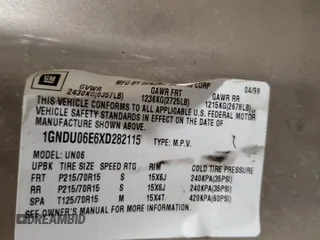 GM
MFD BY GENERAL MOTORS CORP
04/99
GVWR GAWR FRT GAWR RR
2430KG(5357LB) 1236KG(2725LB) 1215KG(2678LB)
THIS VEHICLE CONFORMS TO ALL APPLICABLE U.S. FEDERAL MOTOR
VEHICLE SAFETY STANDARDS IN EFFECT ON THE DATE OF
MANUFACTURE SHOWN ABOVE.
1GNDU06E6XD282115 TYPE: M.P.V.
MODEL: UN06
UPBK TIRE SIZE SPEED RTG RIM COLD TIRE PRESSURE
FRT P215/70R15 S 15X6J 240KPA(35PSI)
RR P215/70R15 S 15X6J 240KPA(35PSI)
SPA T125/70R15 M 15X4T 420KPA(60PSI)
SEE OWNER'S MANUAL FOR
DEALERSHIP